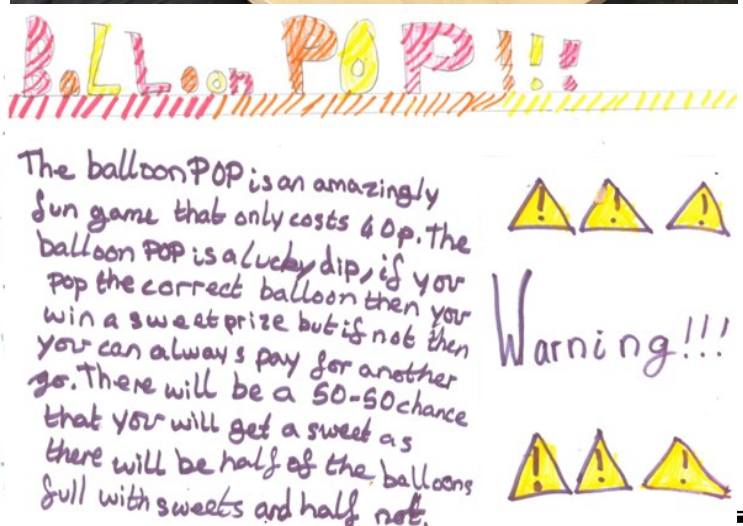 BaLLoon POP!!!
The balloon POP is an amazingly
fun game that only costs 40p. The
balloon POP is a lucky dip, if you
pop the correct balloon then you
win a sweet prize but if not then
you can always pay for another
go. There will be a 50-50 chance
that you will get a sweet as
there will be half of the balloons
full with sweets and half not.
! ! !
Warning!!!
! ! !